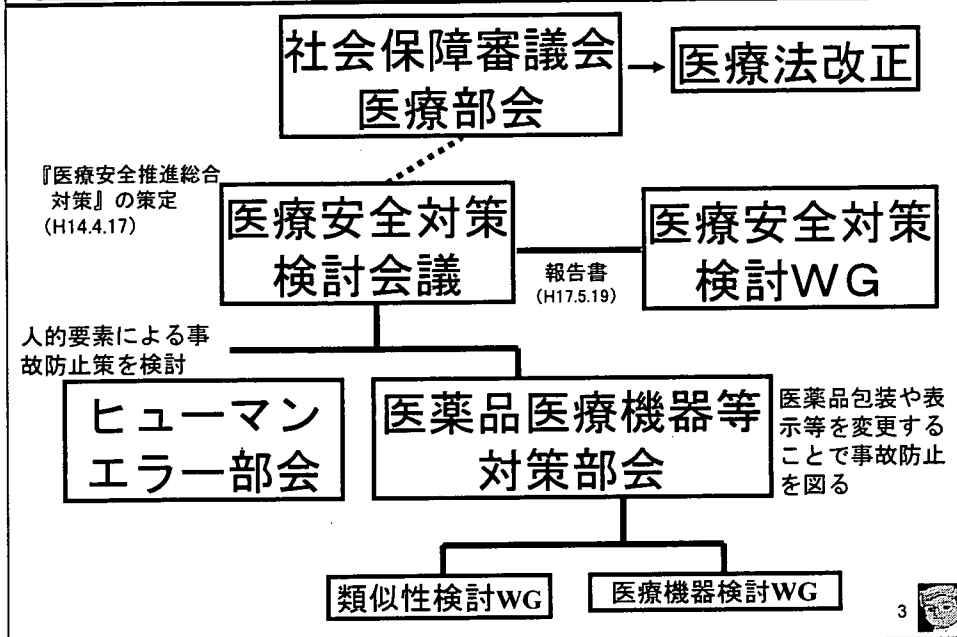 社会保障審議会
医療部会
医療法改正
『医療安全推進総合
対策』の策定
(H14.4.17)
医療安全対策
検討会議
報告書
(H17.5.19)
医療安全対策
検討WG
人的要素による事
故防止策を検討
ヒューマン
エラー部会
医薬品医療機器等
対策部会
医薬品包装や表
示等を変更する
ことで事故防止
を図る
類似性検討WG
医療機器検討WG
3